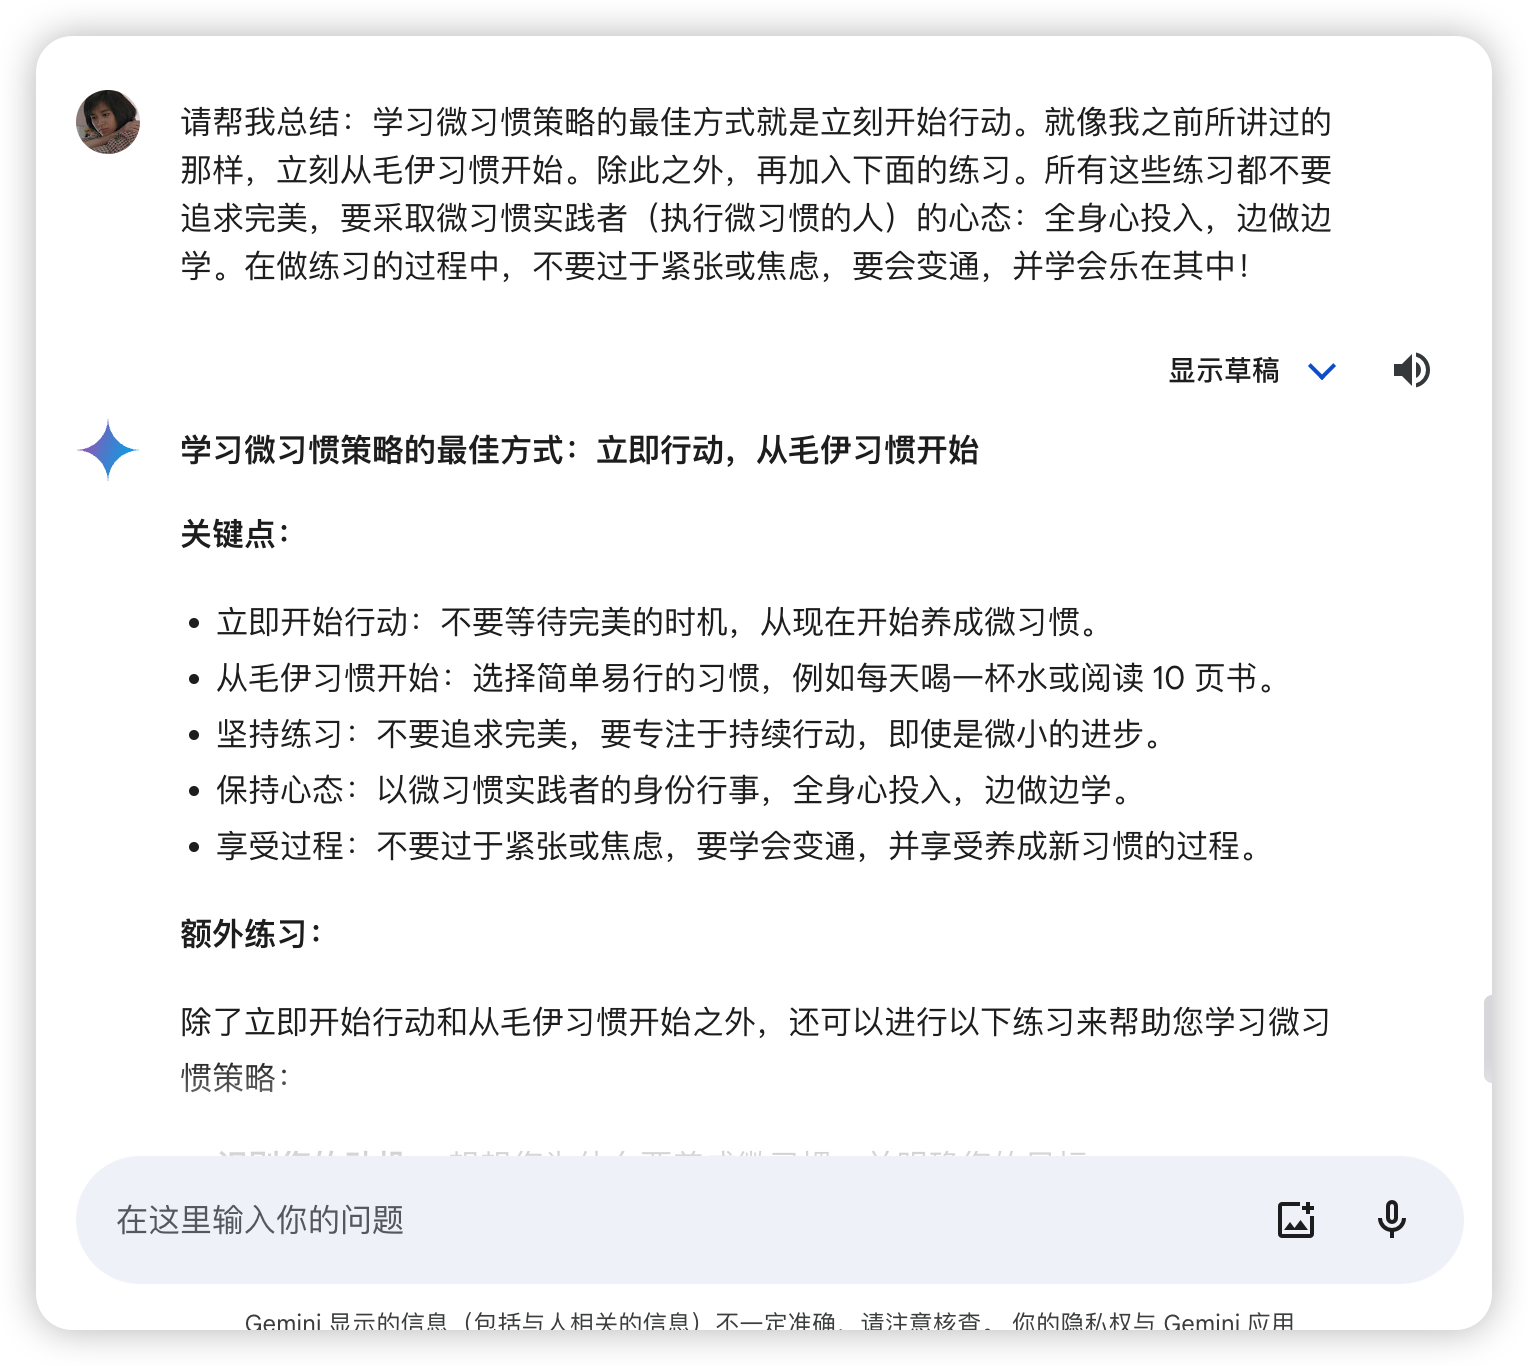 请帮我总结：学习微习惯策略的最佳方式就是立刻开始行动。就像我之前所讲过的
那样，立刻从毛伊习惯开始。除此之外，再加入下面的练习。所有这些练习都不要
追求完美，要采取微习惯实践者（执行微习惯的人）的心态：全身心投入，边做边
学。在做练习的过程中，不要过于紧张或焦虑，要会变通，并学会乐在其中！
显示草稿
学习微习惯策略的最佳方式：立即行动，从毛伊习惯开始
关键点：
• 立即开始行动：不要等待完美的时机，从现在开始养成微习惯。
• 从毛伊习惯开始：选择简单易行的习惯，例如每天喝一杯水或阅读 10 页书。
• 坚持练习：不要追求完美，要专注于持续行动，即使是微小的进步。
• 保持心态：以微习惯实践者的身份行事，全身心投入，边做边学。
• 享受过程：不要过于紧张或焦虑，要学会变通，并享受养成新习惯的过程。
额外练习：
除了立即开始行动和从毛伊习惯开始之外，还可以进行以下练习来帮助您学习微习
惯策略：
在这里输入你的问题
Gemini 显示的信息（包括与人相关的信息）不一定准确，请注意核查。 你的隐私权与 Gemini 应用